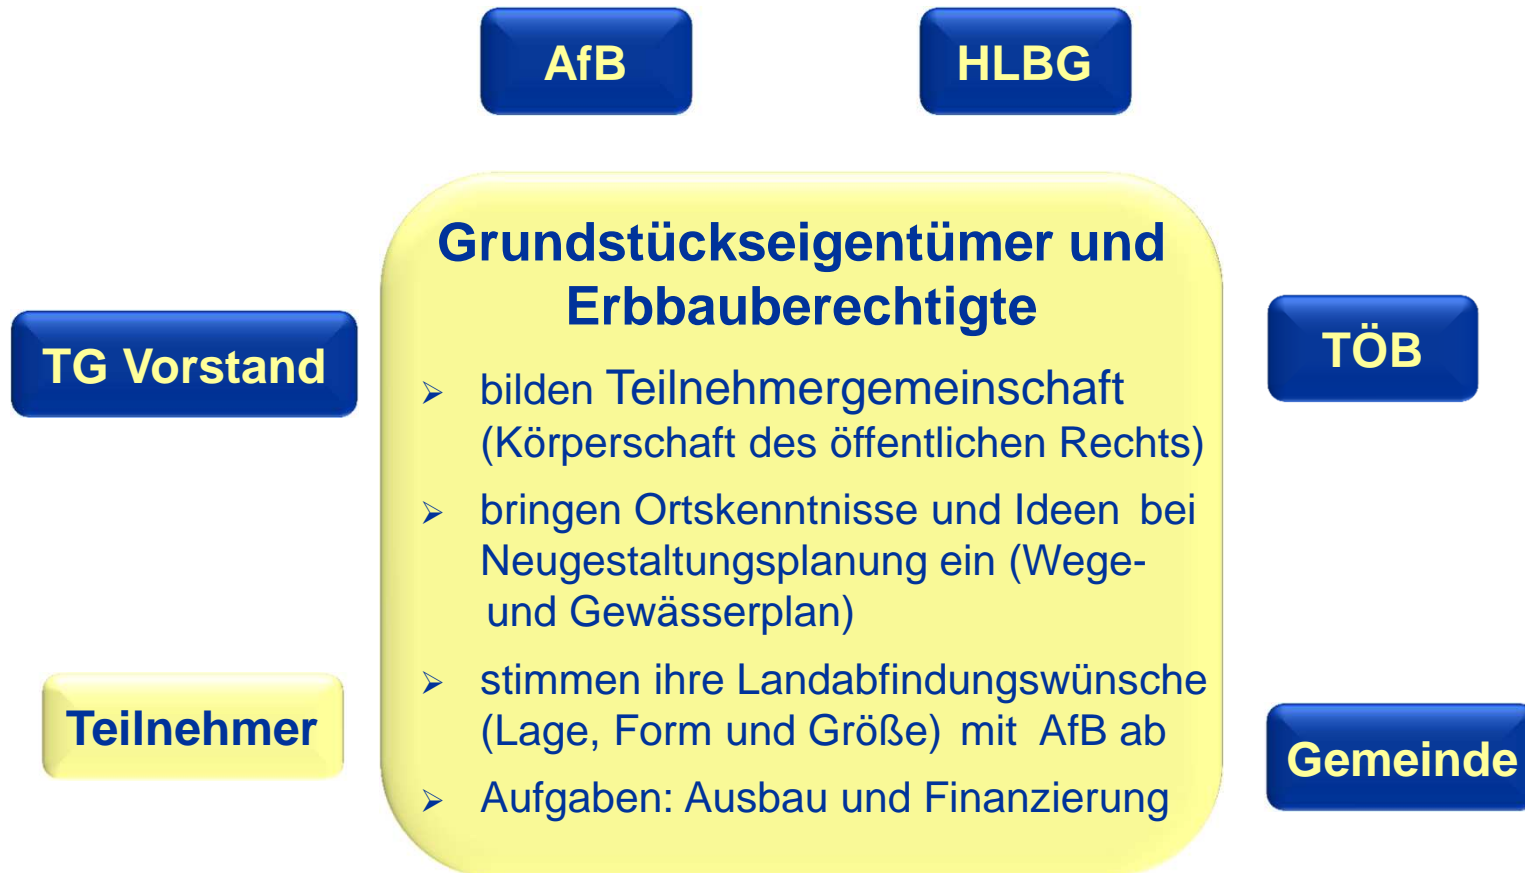 AfB
HLBG
Grundstückseigentümer und
Erbbauberechtigte
TG Vorstand
TÖB
➢ bilden Teilnehmergemeinschaft
(Körperschaft des öffentlichen Rechts)
➢ bringen Ortskenntnisse und Ideen bei
Neugestaltungsplanung ein (Wege-
und Gewässerplan)
➢ stimmen ihre Landabfindungswünsche
(Lage, Form und Größe) mit AfB ab
➢ Aufgaben: Ausbau und Finanzierung
Teilnehmer
Gemeinde